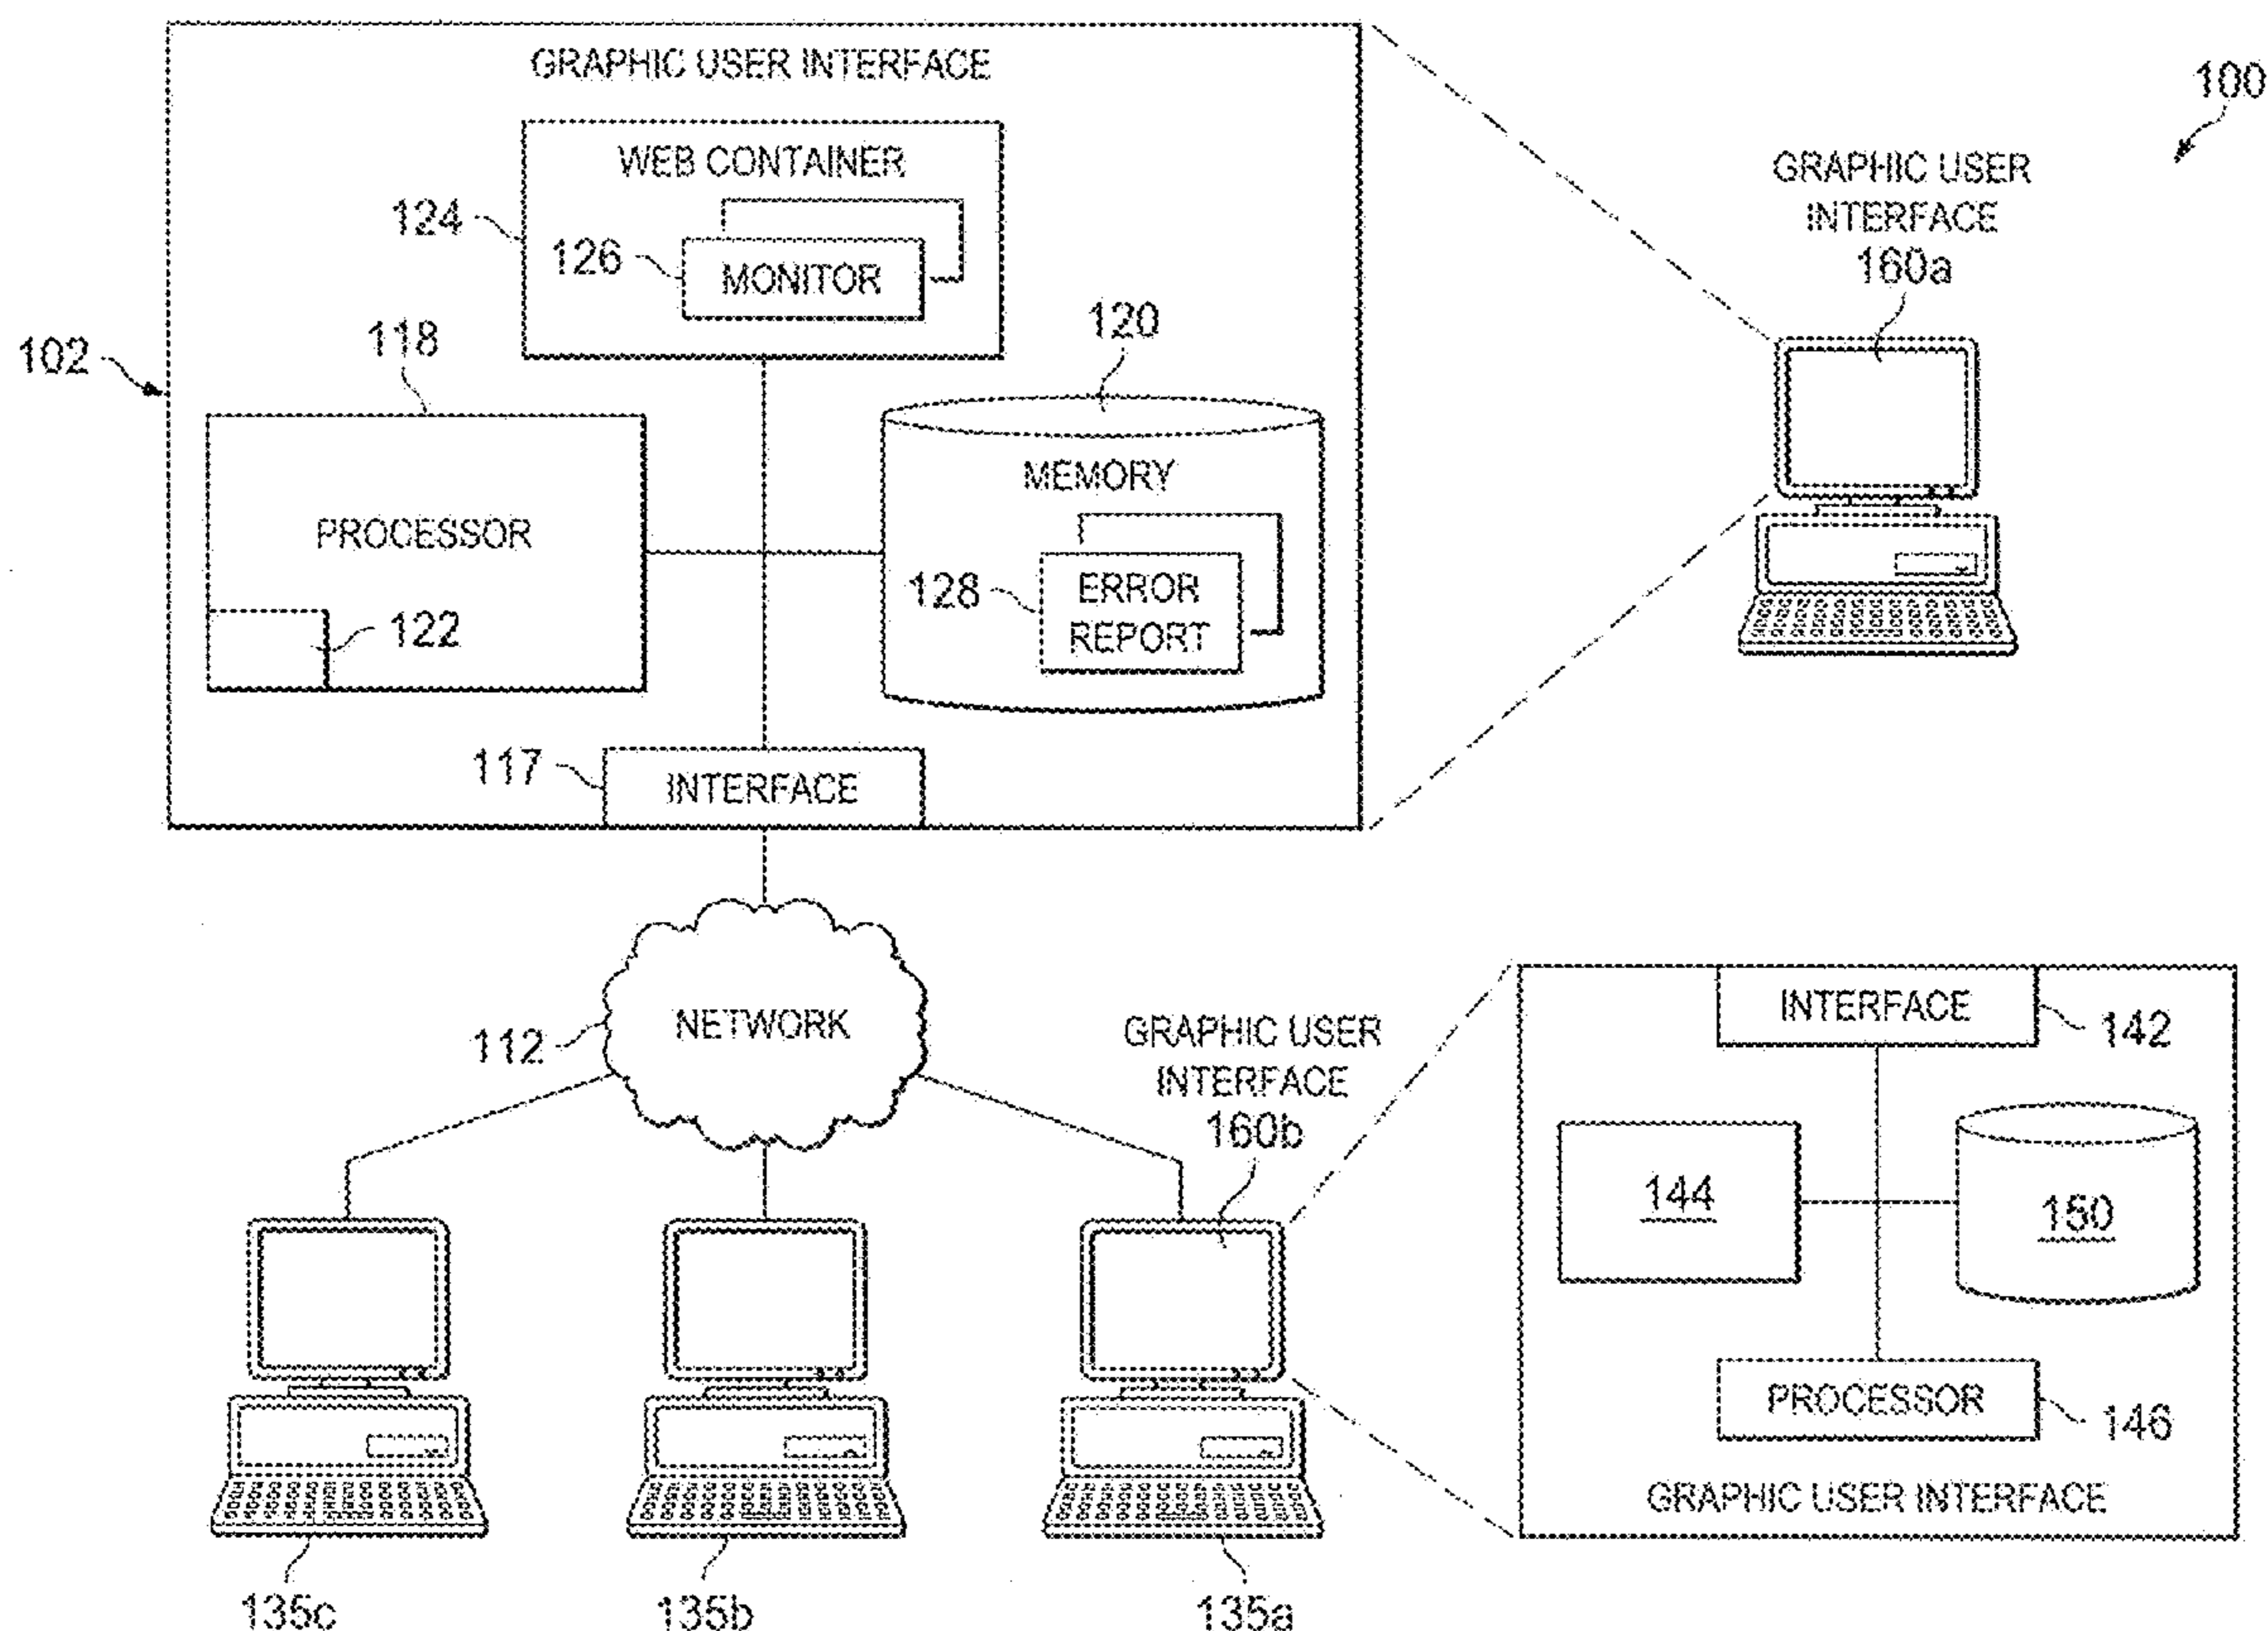 GRAPHIC USER INTERFACE
100
WEB CONTAINER
GRAPHIC USER
INTERFACE
160a
124
126
MONITOR
102
118
120
PROCESSOR
MEMORY
128
ERROR
REPORT
122
117
INTERFACE
112
NETWORK
GRAPHIC USER
INTERFACE
160b
INTERFACE
142
144
150
PROCESSOR
146
GRAPHIC USER INTERFACE
135c
135b
135a